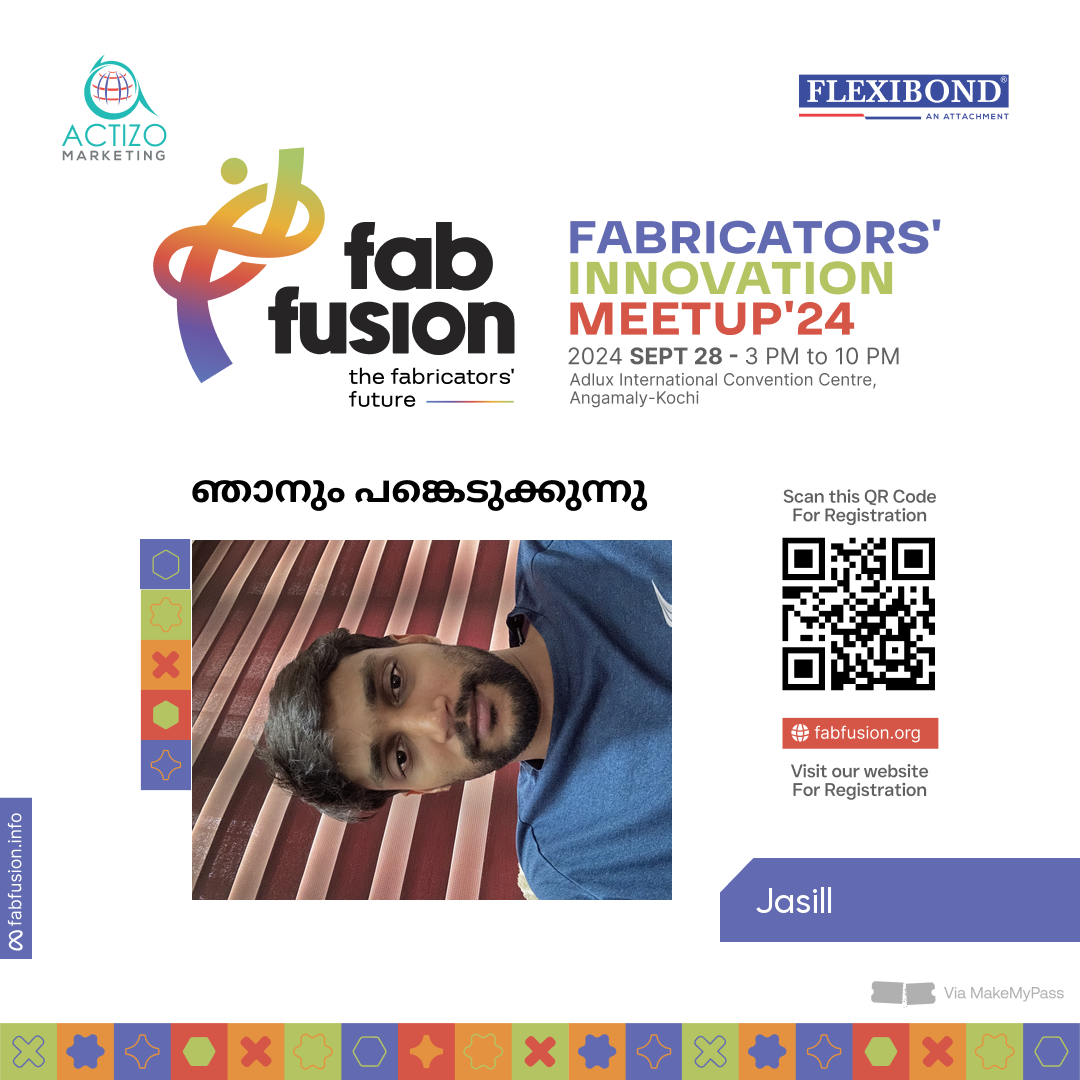 ACTIZO
MARKETING
FLEXIBOND®
AN ATTACHMENT
fab
fusion
the fabricators'
future
FABRICATORS'
INNOVATION
MEETUP'24
2024 SEPT 28 - 3 PM to 10 PM
Adlux International Convention Centre,
Angamaly-Kochi
ഞാനും പങ്കെടുക്കുന്നു
Scan this QR Code
For Registration
fabfusion.org
Visit our website
For Registration
fabfusion.info
Jasill
Via MakeMyPass